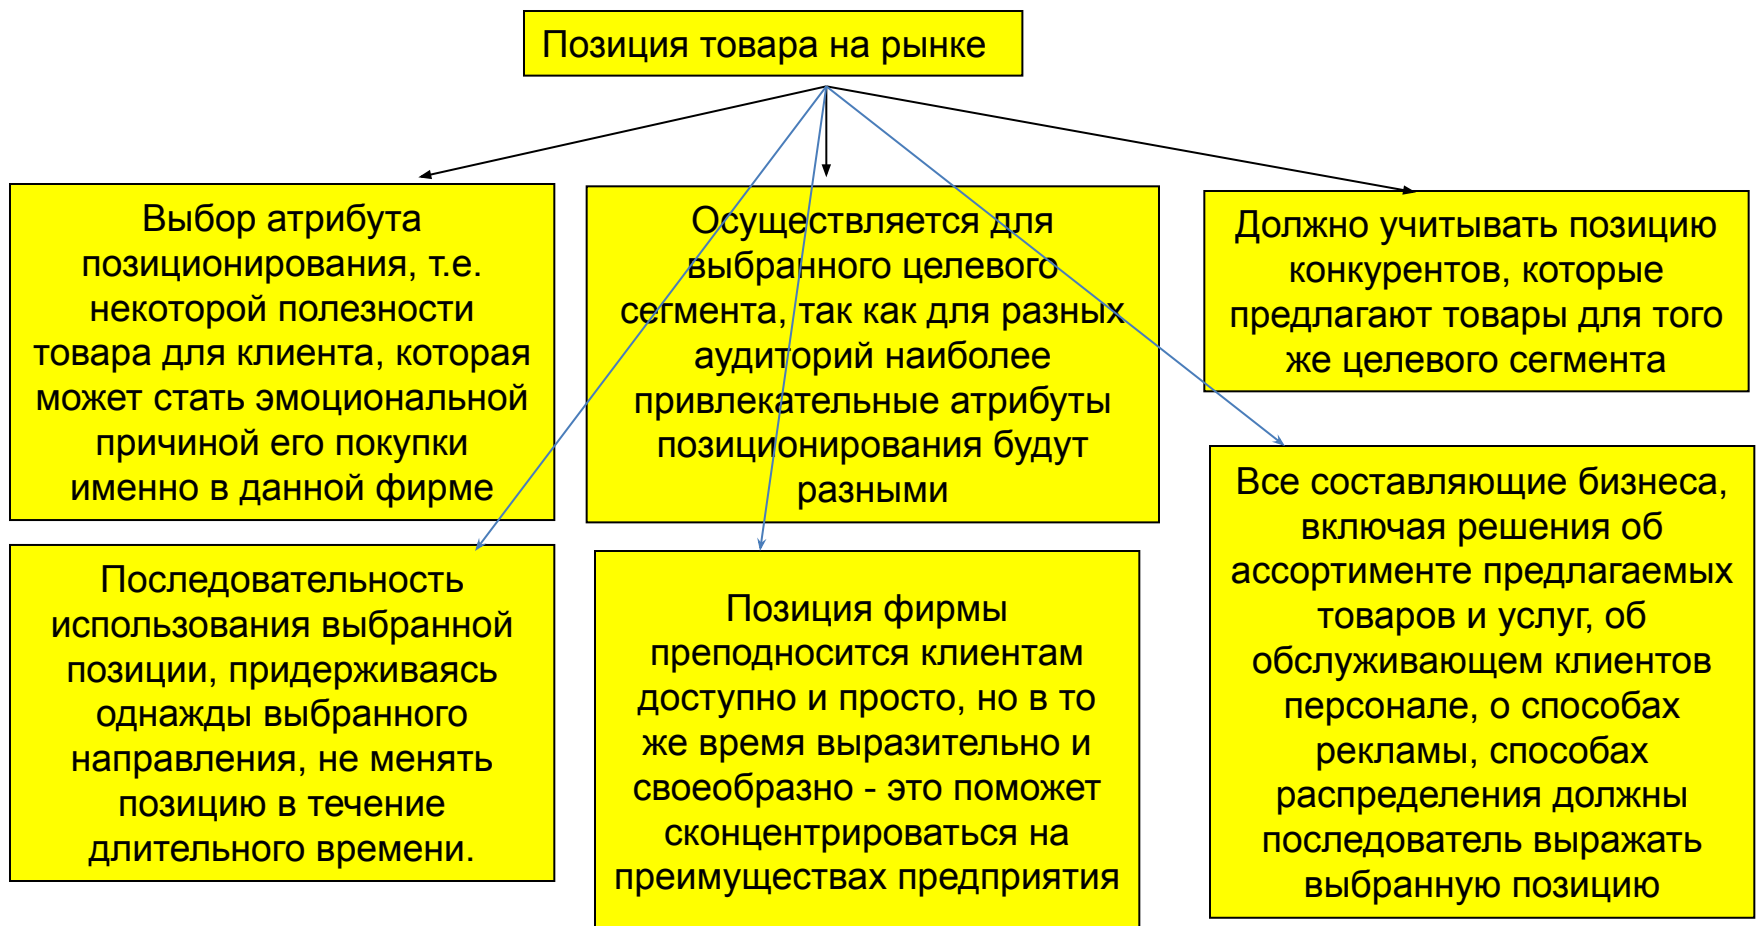 Позиция товара на рынке
Выбор атрибута
позиционирования, т.е.
некоторой полезности
товара для клиента, которая
может стать эмоциональной
причиной его покупки
именно в данной фирме
Осуществляется для
выбранного целевого
сегмента, так как для разных
аудиторий наиболее
привлекательные атрибуты
позиционирования будут
разными
Должно учитывать позицию
конкурентов, которые
предлагают товары для того
же целевого сегмента
Последовательность
использования выбранной
позиции, придерживаясь
однажды выбранного
направления, не менять
позицию в течение
длительного времени.
Позиция фирмы
преподносится клиентам
доступно и просто, но в то
же время выразительно и
своеобразно - это поможет
сконцентрироваться на
преимуществах предприятия
Все составляющие бизнеса,
включая решения об
ассортименте предлагаемых
товаров и услуг, об
обслуживающем клиентов
персонале, о способах
рекламы, способах
распределения должны
последователь выражать
выбранную позицию